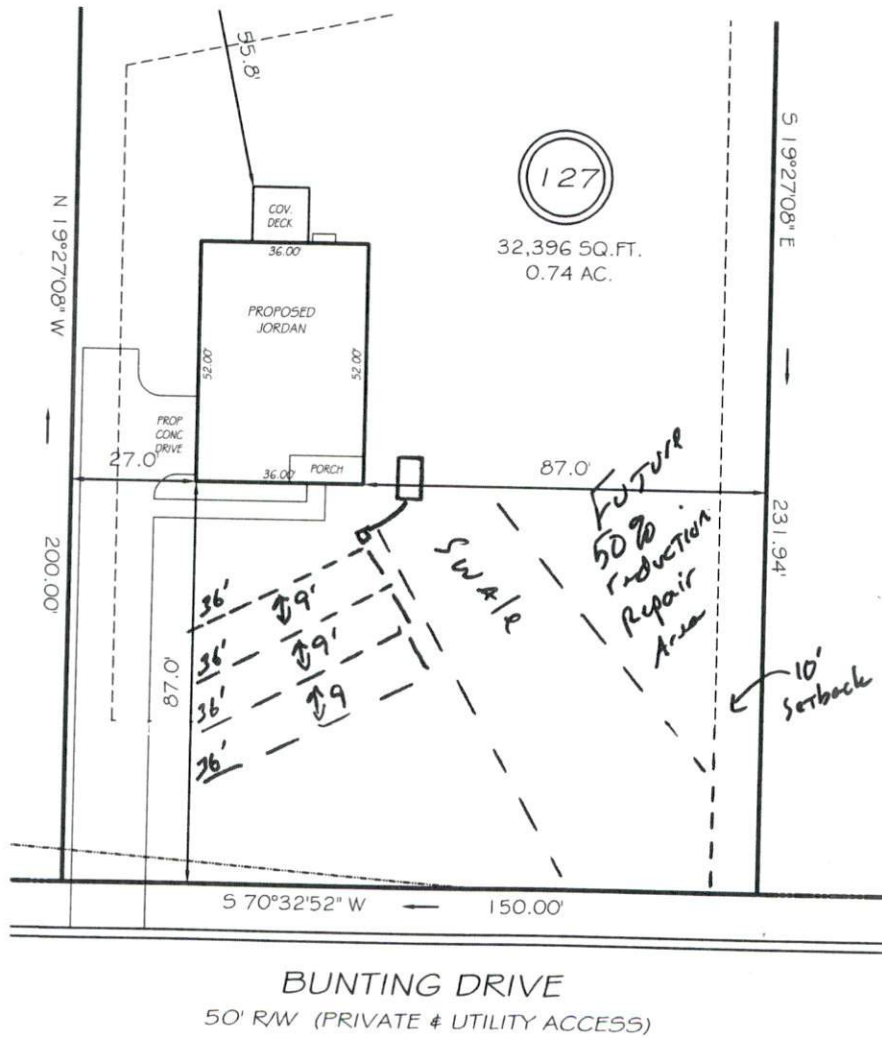 55.8'
127
32,396 SQ.FT.
0.74 AC.
S 19°27'08" E
N 19°27'08" W
COV.
DECK
36.00'
PROPOSED
JORDAN
52.00'
52.00'
PROP
CONC
DRIVE
27.0'
36.00'
PORCH
87.0'
231.94'
200.00'
87.0'
Future
50%
reduction
Repair
Area
Swale
36'
9'
36'
9'
36'
9
36'
10'
Setback
S 70°32'52" W
150.00'
BUNTING DRIVE
50' R/W (PRIVATE & UTILITY ACCESS)